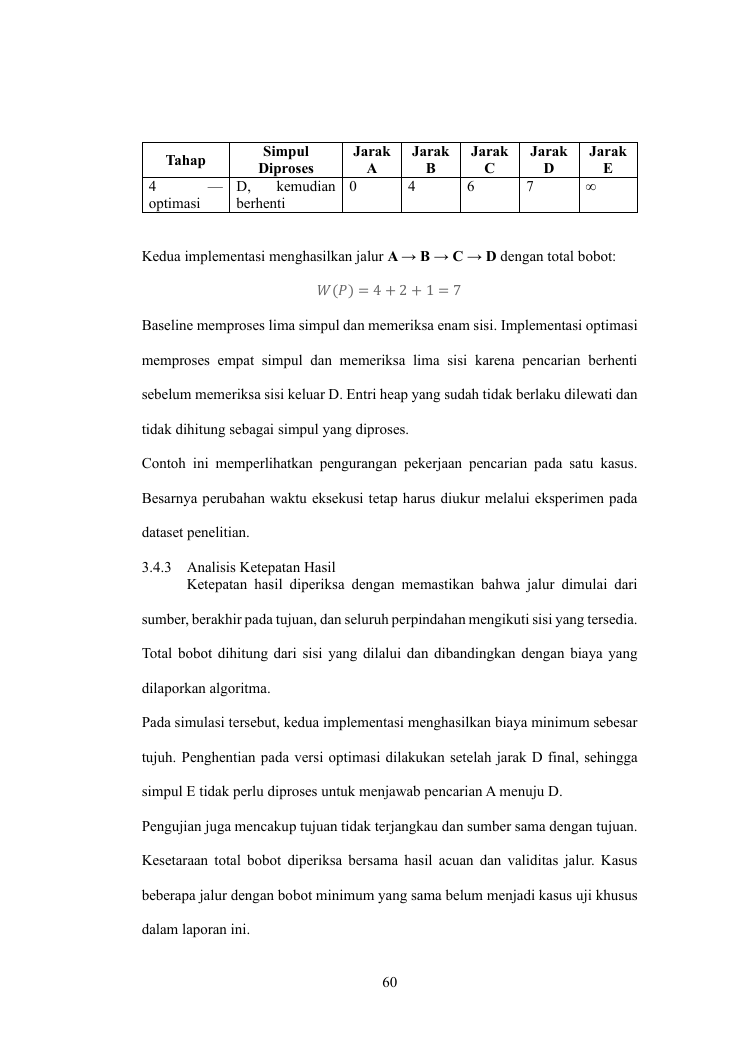 Tahap Simpul Diproses Jarak A Jarak B Jarak C Jarak D Jarak E
4 — optimasi D, kemudian berhenti 0 4 6 7 ∞
Kedua implementasi menghasilkan jalur A → B → C → D dengan total bobot:
W(P) = 4 + 2 + 1 = 7
Baseline memproses lima simpul dan memeriksa enam sisi. Implementasi optimasi
memproses empat simpul dan memeriksa lima sisi karena pencarian berhenti
sebelum memeriksa sisi keluar D. Entri heap yang sudah tidak berlaku dilewati dan
tidak dihitung sebagai simpul yang diproses.
Contoh ini memperlihatkan pengurangan pekerjaan pencarian pada satu kasus.
Besarnya perubahan waktu eksekusi tetap harus diukur melalui eksperimen pada
dataset penelitian.
3.4.3 Analisis Ketepatan Hasil
Ketepatan hasil diperiksa dengan memastikan bahwa jalur dimulai dari
sumber, berakhir pada tujuan, dan seluruh perpindahan mengikuti sisi yang tersedia.
Total bobot dihitung dari sisi yang dilalui dan dibandingkan dengan biaya yang
dilaporkan algoritma.
Pada simulasi tersebut, kedua implementasi menghasilkan biaya minimum sebesar
tujuh. Penghentian pada versi optimasi dilakukan setelah jarak D final, sehingga
simpul E tidak perlu diproses untuk menjawab pencarian A menuju D.
Pengujian juga mencakup tujuan tidak terjangkau dan sumber sama dengan tujuan.
Kesetaraan total bobot diperiksa bersama hasil acuan dan validitas jalur. Kasus
beberapa jalur dengan bobot minimum yang sama belum menjadi kasus uji khusus
dalam laporan ini.
60